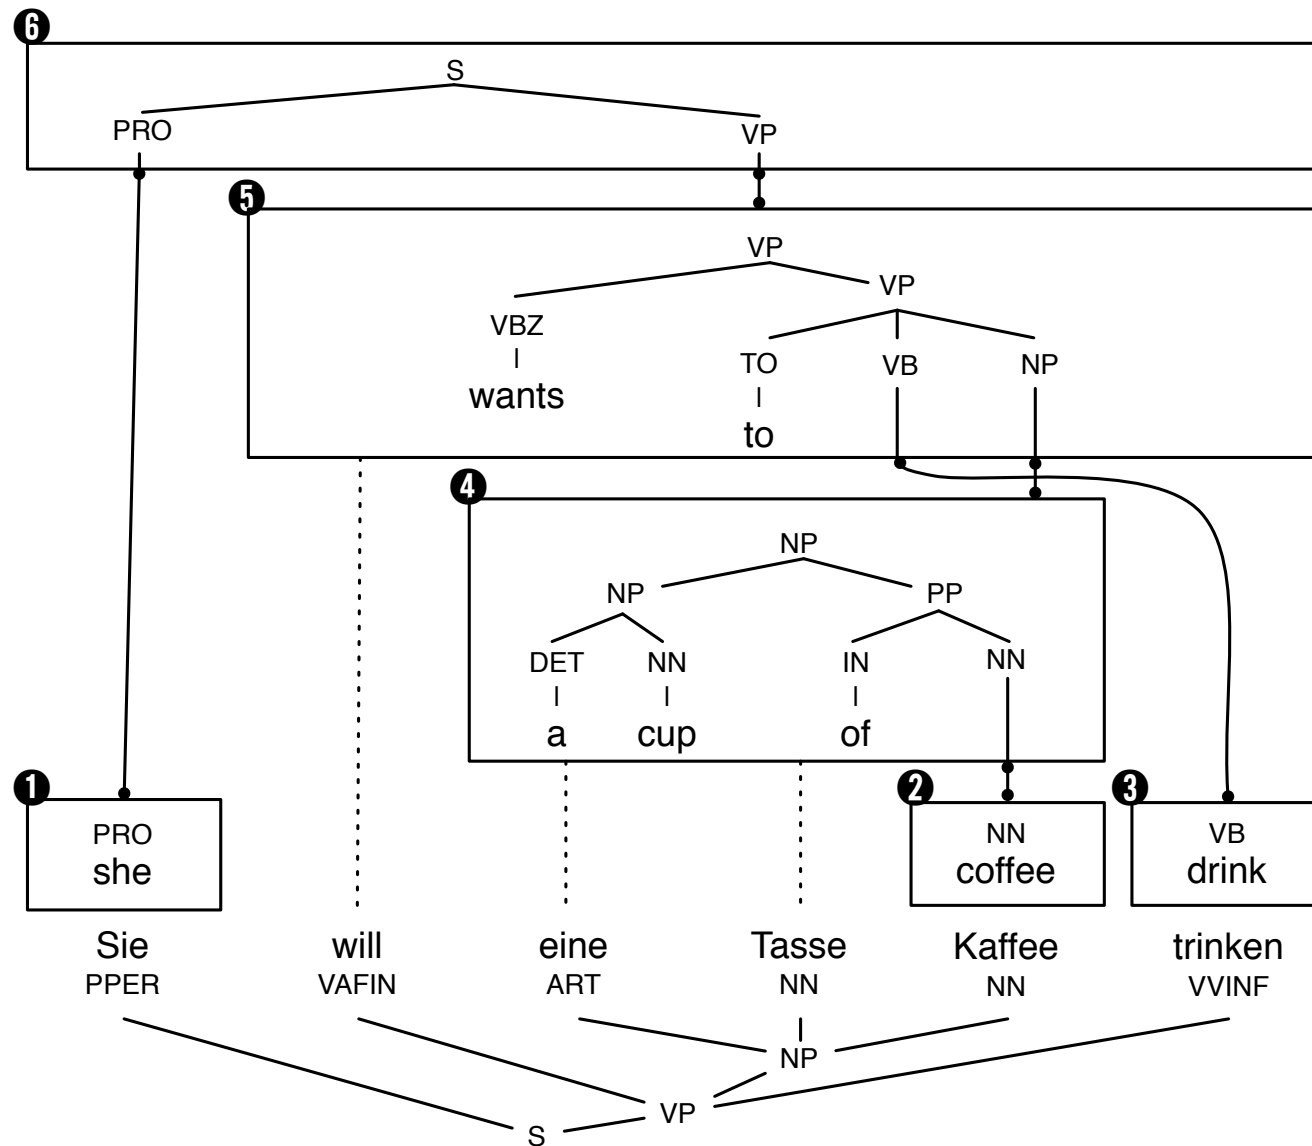 6
S
PRO VP
5
VP
VP
VBZ TO VB NP
wants
to
4
NP
NP PP
DET NN IN NN
a cup of
1 2 3
PRO NN VB
she coffee drink
Sie will eine Tasse Kaffee trinken
PPER VAFIN ART NN NN VVINF
NP
VP
S